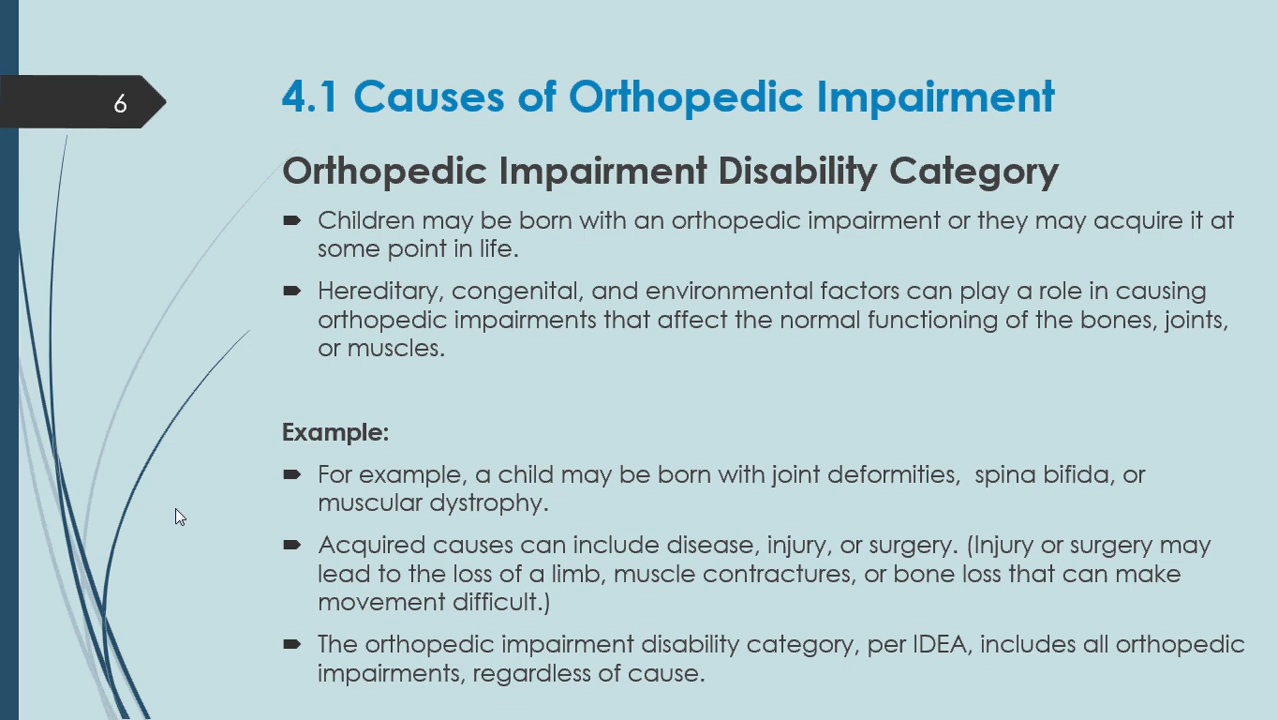 6
4.1 Causes of Orthopedic Impairment
Orthopedic Impairment Disability Category
Children may be born with an orthopedic impairment or they may acquire it at
some point in life.
Hereditary, congenital, and environmental factors can play a role in causing
orthopedic impairments that affect the normal functioning of the bones, joints,
or muscles.
Example:
For example, a child may be born with joint deformities,  spina bifida, or
muscular dystrophy.
Acquired causes can include disease, injury, or surgery. (Injury or surgery may
lead to the loss of a limb, muscle contractures, or bone loss that can make
movement difficult.)
The orthopedic impairment disability category, per IDEA, includes all orthopedic
impairments, regardless of cause.